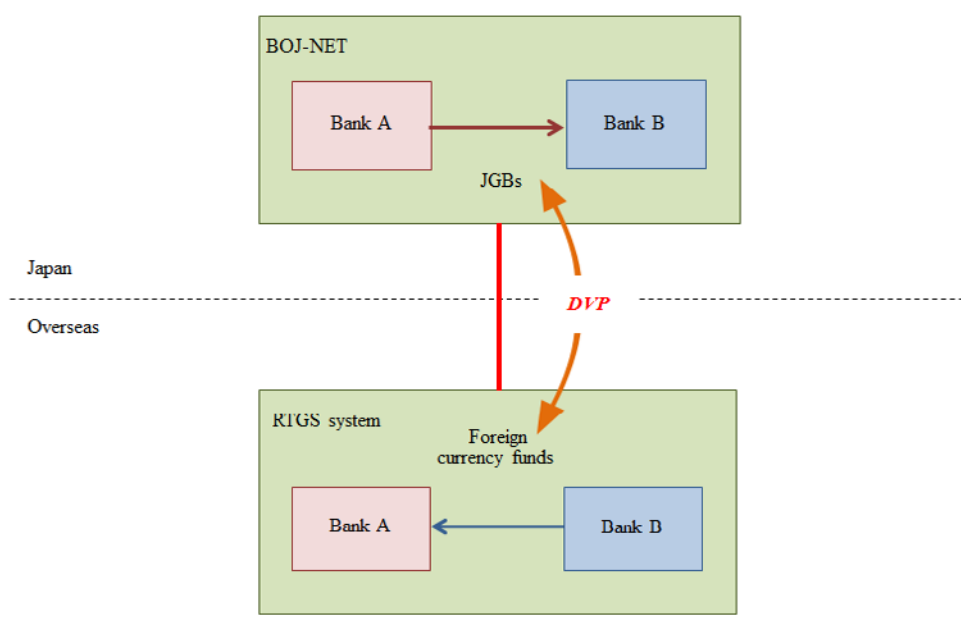 BOJ-NET
Bank A
Bank B
JGBs
Japan
DVP
Overseas
RTGS system
Foreign
currency funds
Bank A
Bank B